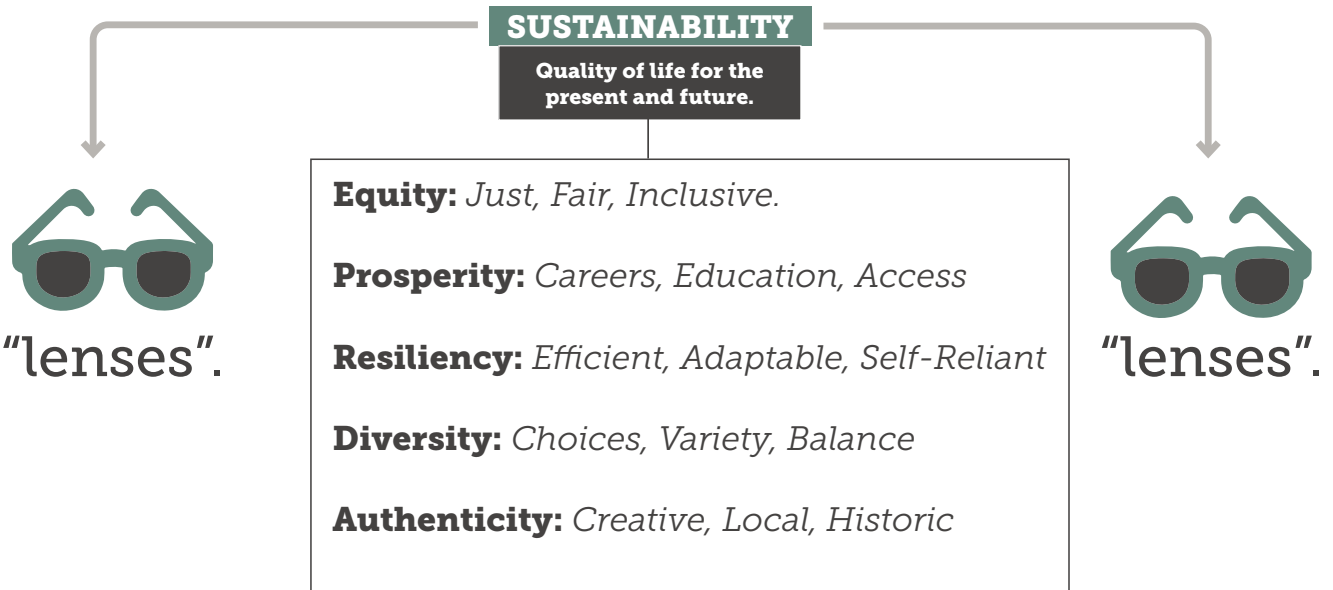 SUSTAINABILITY
Quality of life for the
present and future.
Equity: Just, Fair, Inclusive.
Prosperity: Careers, Education, Access
Resiliency: Efficient, Adaptable, Self-Reliant
Diversity: Choices, Variety, Balance
Authenticity: Creative, Local, Historic
"lenses".
"lenses".